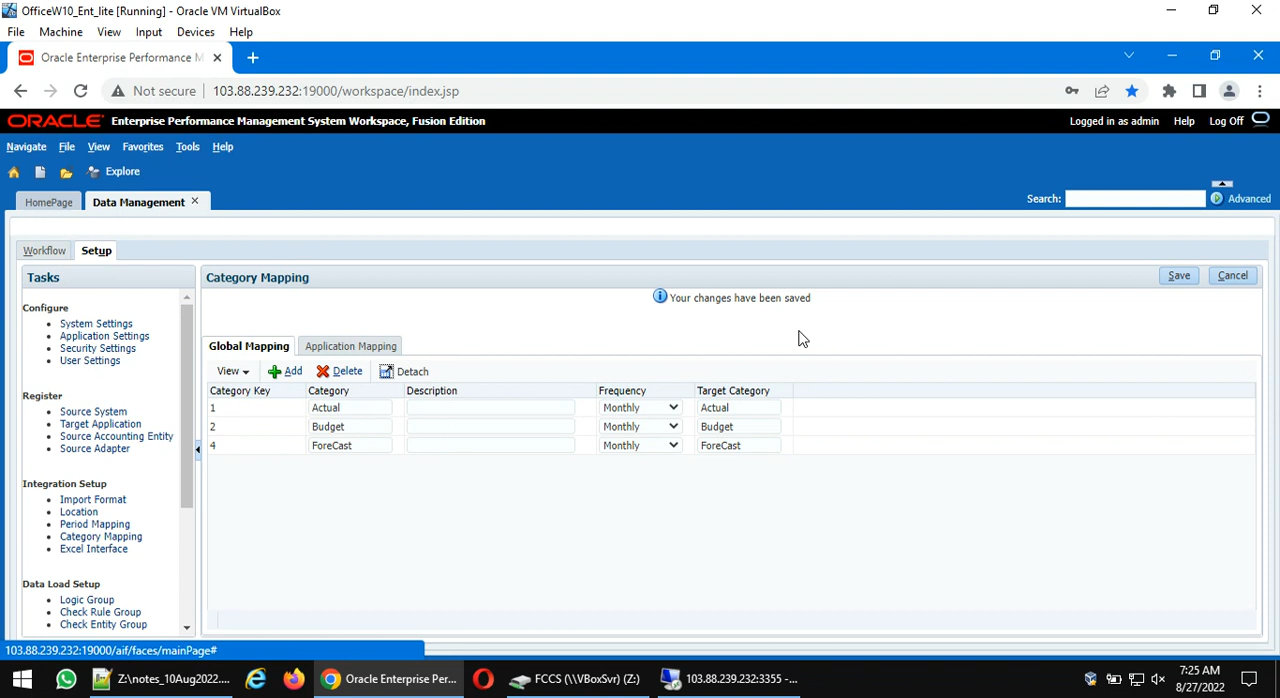 OfficeW10_Ent_lite [Running] - Oracle VM VirtualBox
File Machine View Input Devices Help
Oracle Enterprise Performance M
Not secure 103.88.239.232:19000/workspace/index.jsp
ORACLE Enterprise Performance Management System Workspace, Fusion Edition Logged in as admin Help Log Off
Navigate File View Favorites Tools Help
Explore
HomePage Data Management Search: Advanced
Workflow Setup
Tasks Category Mapping Save Cancel
Your changes have been saved
Configure
System Settings
Application Settings
Security Settings
User Settings
Register
Source System
Target Application
Source Accounting Entity
Source Adapter
Integration Setup
Import Format
Location
Period Mapping
Category Mapping
Excel Interface
Data Load Setup
Logic Group
Check Rule Group
Check Entity Group
Global Mapping Application Mapping
View Add Delete Detach
Category Key Category Description Frequency Target Category
1 Actual Monthly Actual
2 Budget Monthly Budget
4 ForeCast Monthly ForeCast
103.88.239.232:19000/aif/faces/mainPage#
Z:\notes_10Aug2022.... Oracle Enterprise Per... FCCS (\\VBoxSvr) (Z:) 103.88.239.232:3355 -...
7:25 AM
8/27/2022